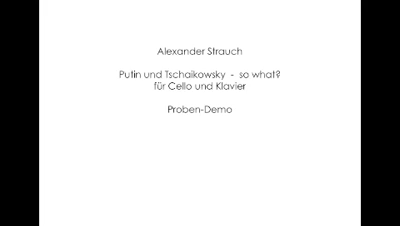 Alexander Strauch
Putin und Tschaikowsky - so what?
für Cello und Klavier
Proben-Demo